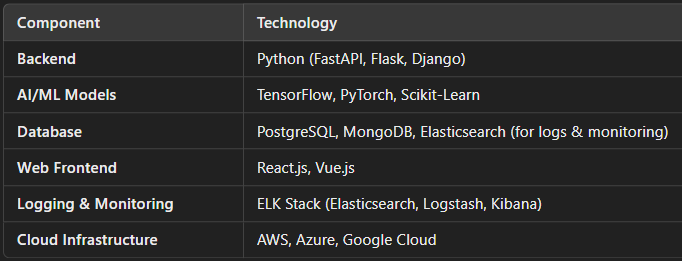 Component Technology
Backend Python (FastAPI, Flask, Django)
AI/ML Models TensorFlow, PyTorch, Scikit-Learn
Database PostgreSQL, MongoDB, Elasticsearch (for logs & monitoring)
Web Frontend React.js, Vue.js
Logging & Monitoring ELK Stack (Elasticsearch, Logstash, Kibana)
Cloud Infrastructure AWS, Azure, Google Cloud